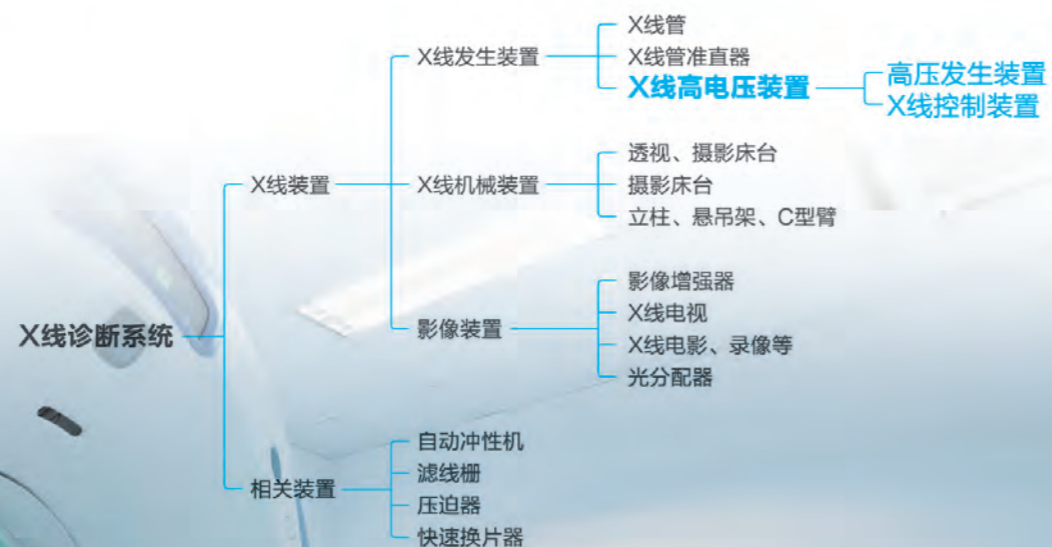 X线诊断系统
X线装置
X线发生装置
X线管
X线管准直器
X线高电压装置
高压发生装置
X线控制装置
X线机械装置
透视、摄影床台
摄影床台
立柱、悬吊架、C型臂
影像装置
影像增强器
X线电视
X线电影、录像等
光分配器
相关装置
自动冲性机
滤线栅
压迫器
快速换片器